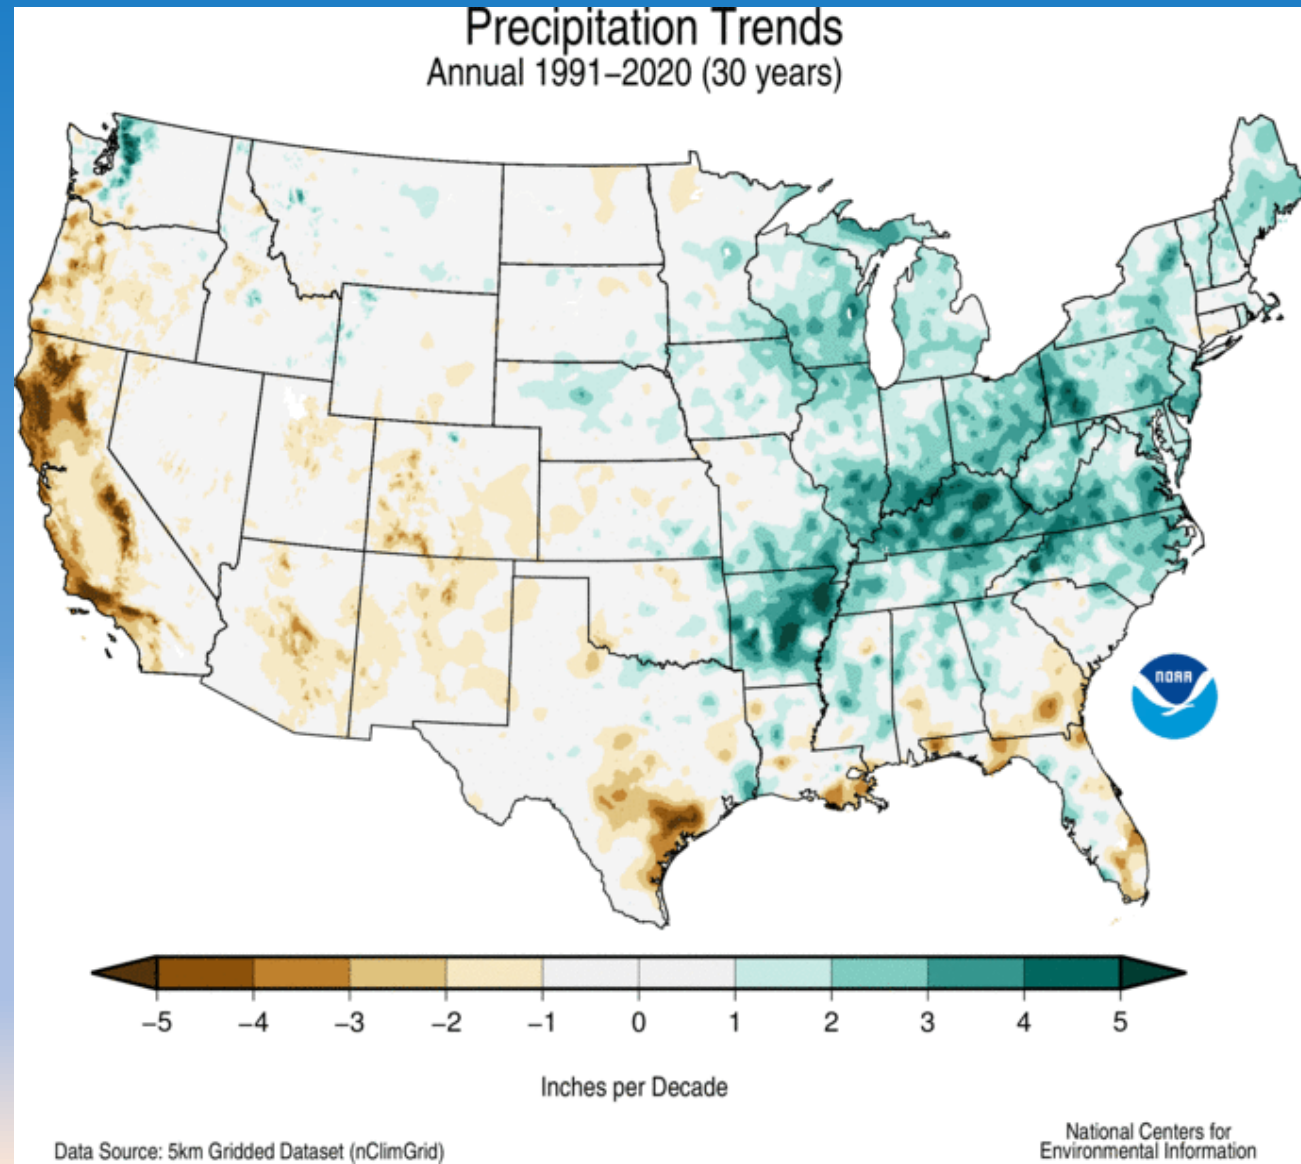 Precipitation Trends
Annual 1991–2020 (30 years)
NOAA
−5 −4 −3 −2 −1 0 1 2 3 4 5
Inches per Decade
Data Source: 5km Gridded Dataset (nClimGrid)
National Centers for
Environmental Information